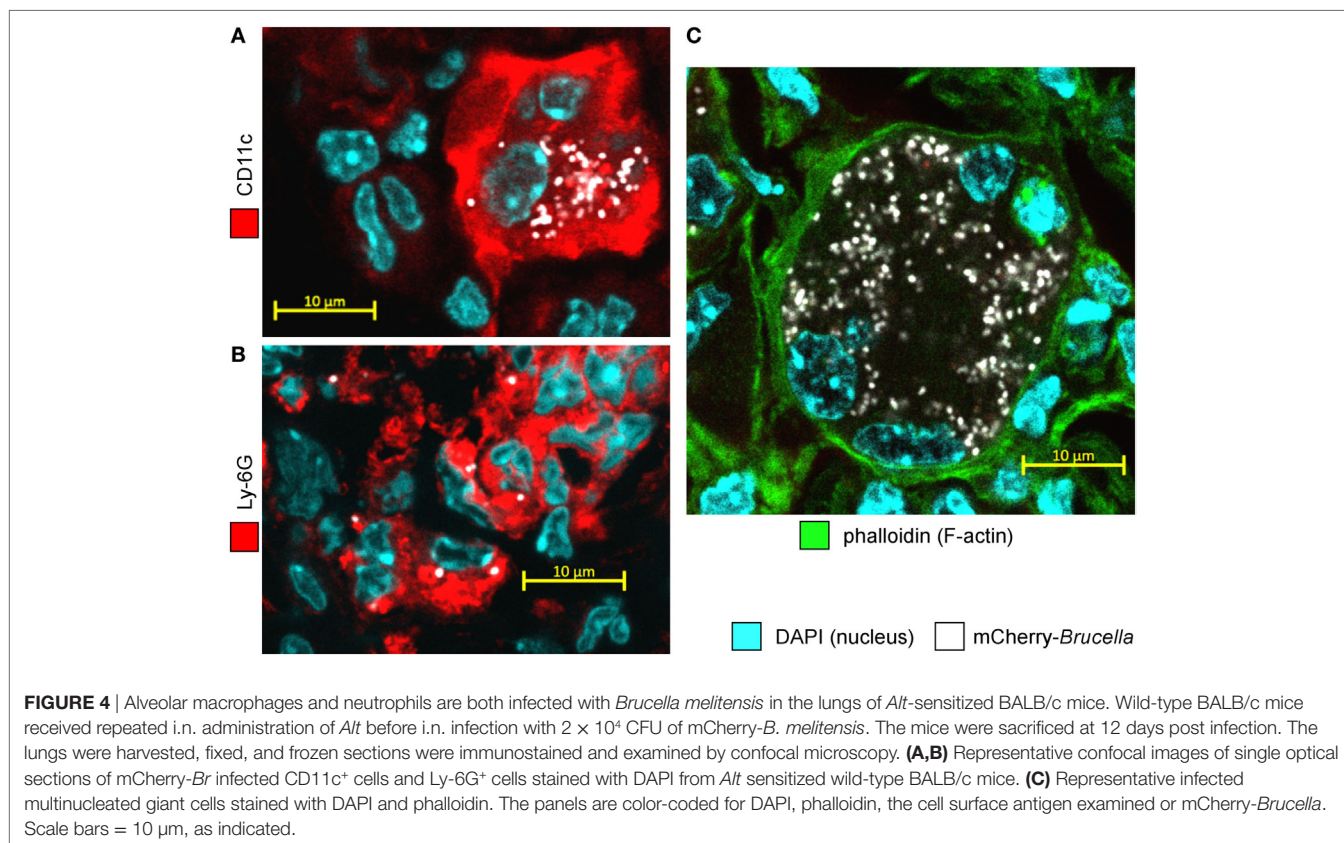 A
CD11c
10 µm
B
Ly-6G
10 µm
C
10 µm
phalloidin (F-actin)
DAPI (nucleus) mCherry-Brucella
FIGURE 4 | Alveolar macrophages and neutrophils are both infected with Brucella melitensis in the lungs of Alt-sensitized BALB/c mice. Wild-type BALB/c mice
received repeated i.n. administration of Alt before i.n. infection with 2 × 10⁴ CFU of mCherry-B. melitensis. The mice were sacrificed at 12 days post infection. The
lungs were harvested, fixed, and frozen sections were immunostained and examined by confocal microscopy. (A,B) Representative confocal images of single optical
sections of mCherry-Br infected CD11c⁺ cells and Ly-6G⁺ cells stained with DAPI from Alt sensitized wild-type BALB/c mice. (C) Representative infected
multinucleated giant cells stained with DAPI and phalloidin. The panels are color-coded for DAPI, phalloidin, the cell surface antigen examined or mCherry-Brucella.
Scale bars = 10 µm, as indicated.